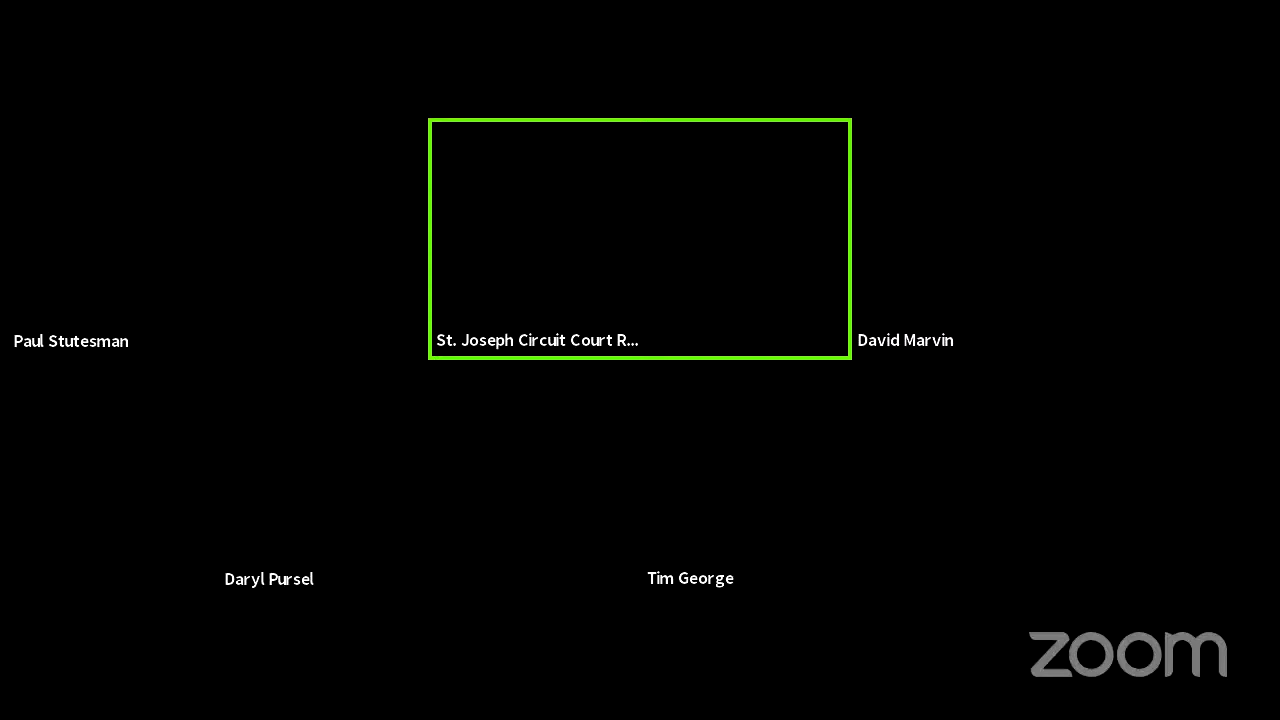 Paul Stutesman
St. Joseph Circuit Court R...
David Marvin
Daryl Pursel
Tim George
zoom